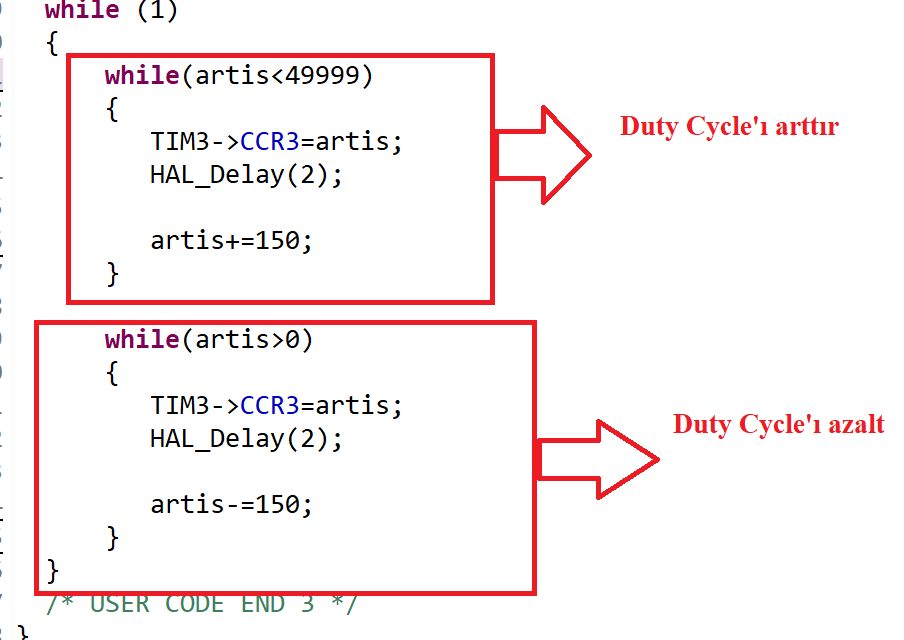 while (1)
{
while(artis<49999)
{
TIM3->CCR3=artis;
HAL_Delay(2);
artis+=150;
}
Duty Cycle'ı arttır
while(artis>0)
{
TIM3->CCR3=artis;
HAL_Delay(2);
artis-=150;
}
Duty Cycle'ı azalt
}
/* USER CODE END 3 */
}